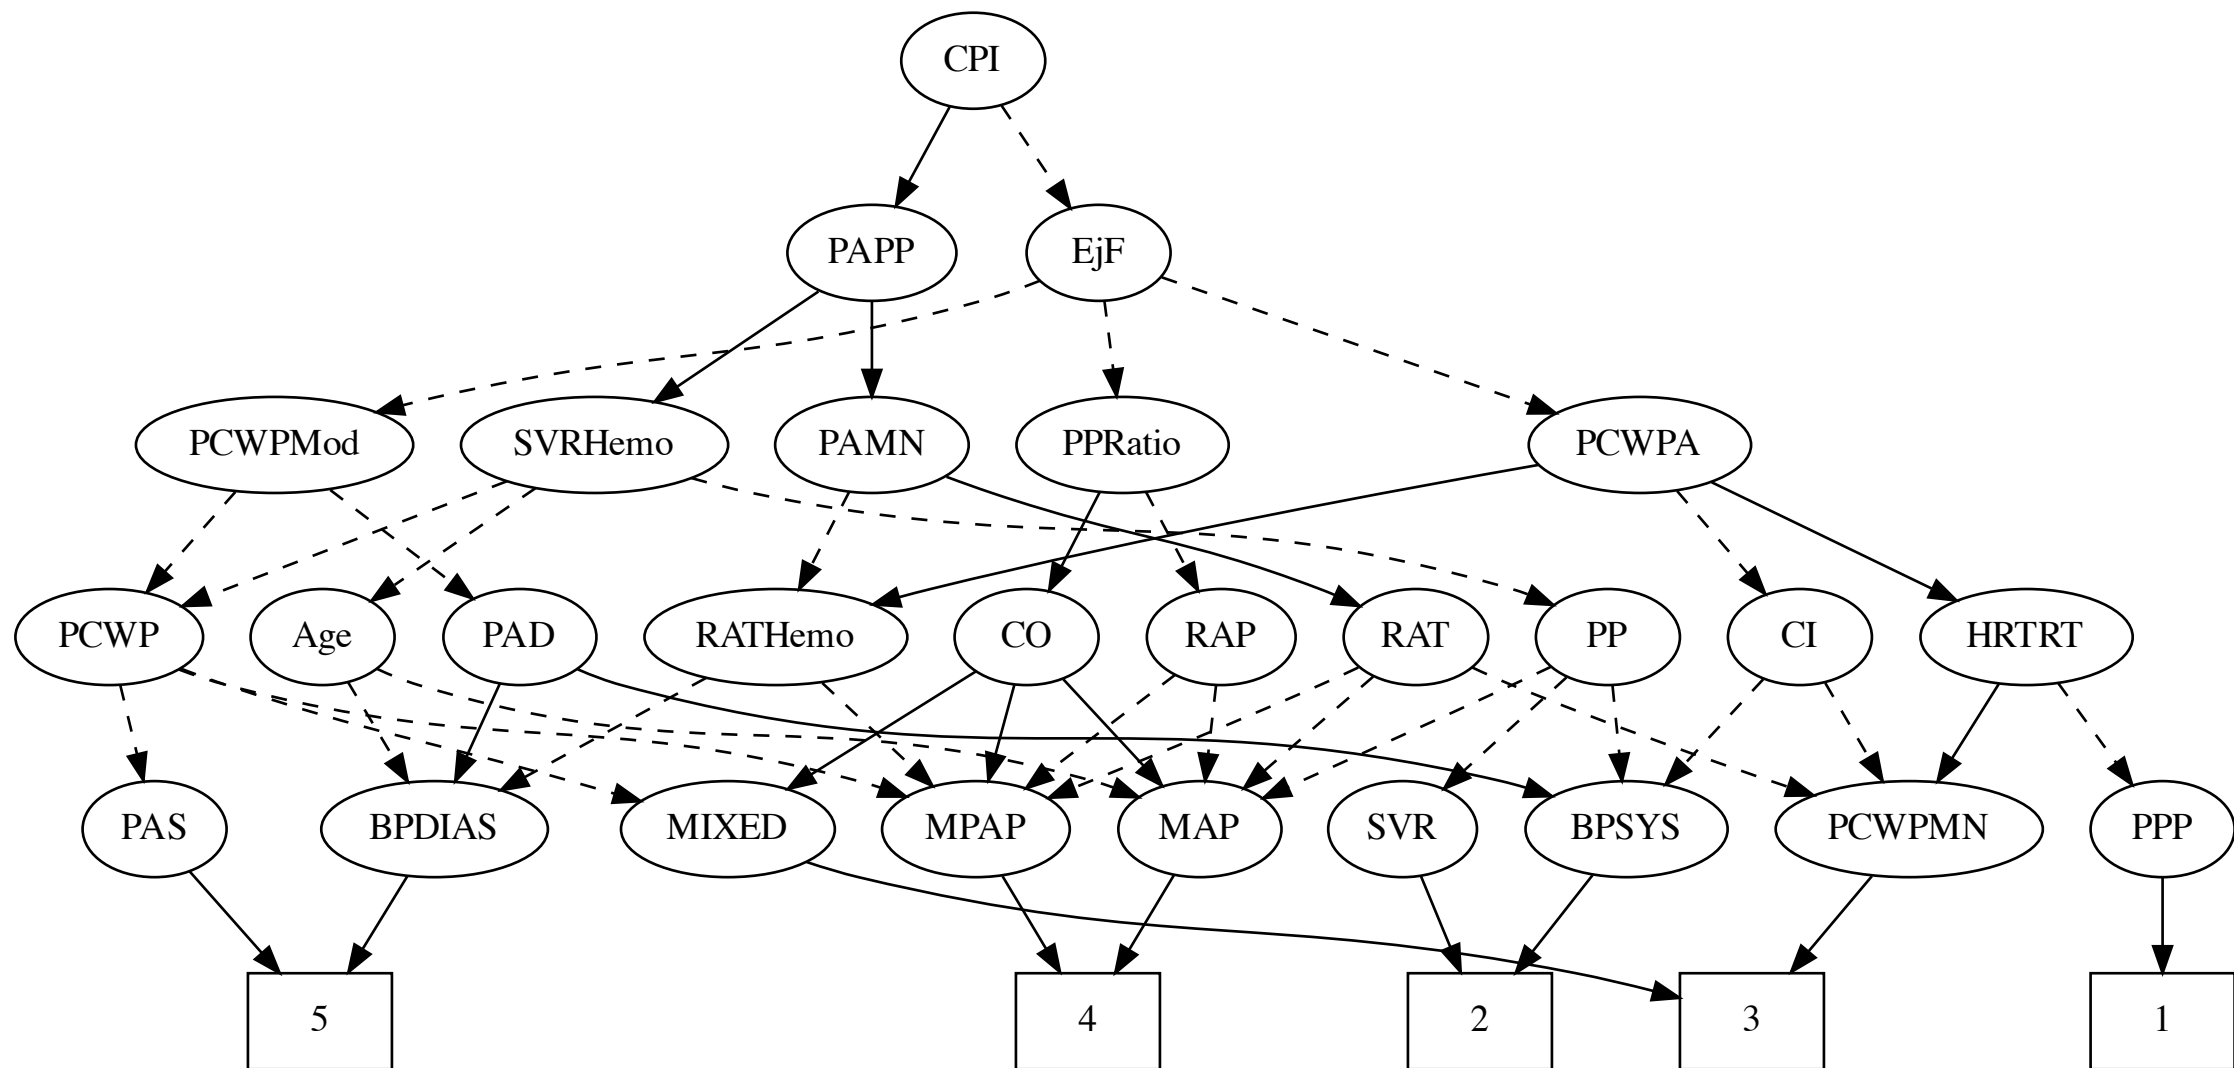 CPI
PAPP
EjF
PCWPMod
SVRHemo
PAMN
PPRatio
PCWPA
PCWP
Age
PAD
RATHemo
CO
RAP
RAT
PP
CI
HRTRT
PAS
BPDIAS
MIXED
MPAP
MAP
SVR
BPSYS
PCWPMN
PPP
5
4
2
3
1